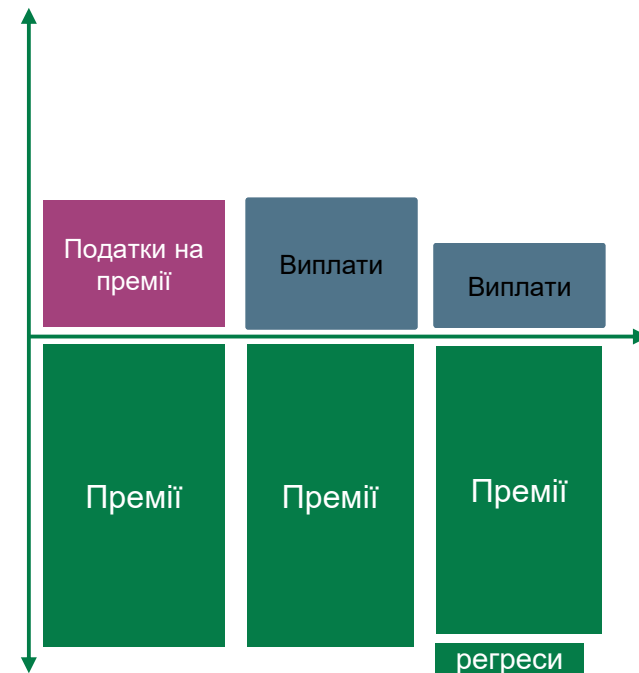 Податки на
премії
Виплати
Виплати
Премії
Премії
Премії
регреси